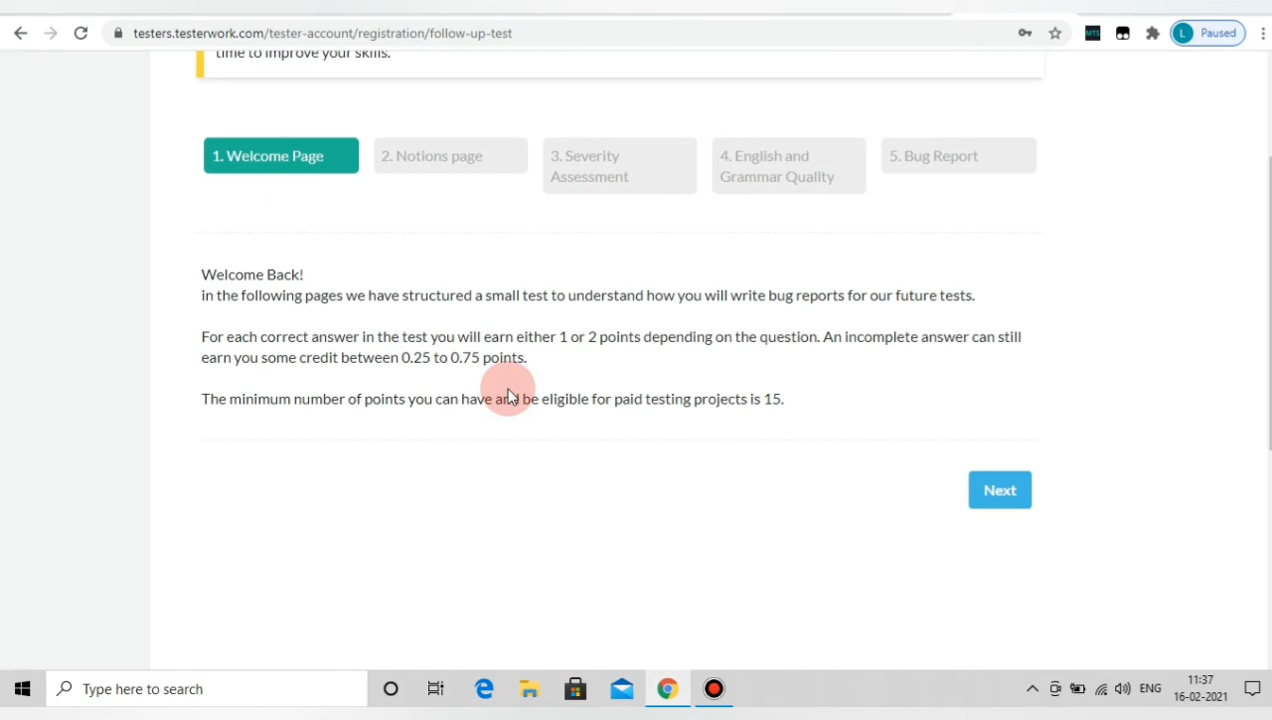 testers.testerwork.com/tester-account/registration/follow-up-test
MTS
L
Paused
time to improve your skills.
1. Welcome Page
2. Notions page
3. Severity
Assessment
4. English and
Grammar Quality
5. Bug Report
Welcome Back!
in the following pages we have structured a small test to understand how you will write bug reports for our future tests.
For each correct answer in the test you will earn either 1 or 2 points depending on the question. An incomplete answer can still
earn you some credit between 0.25 to 0.75 points.
The minimum number of points you can have and be eligible for paid testing projects is 15.
Next
Type here to search
ENG
11:37
16-02-2021